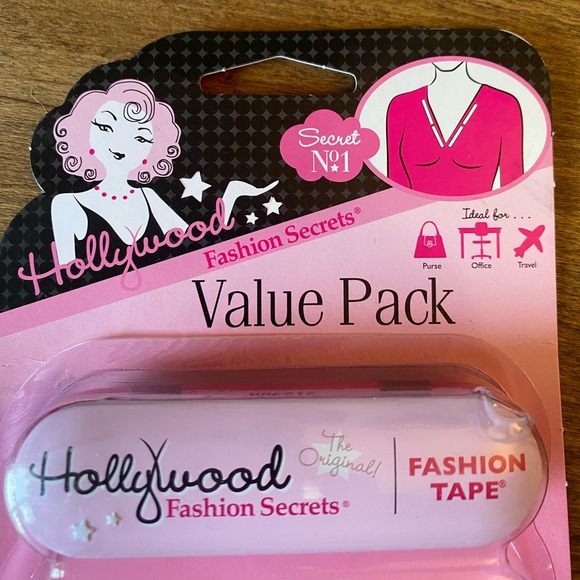 Secret
Nº1
Hollywood
Fashion Secrets®
Ideal for...
Purse Office Travel
Value Pack
Hollywood
Fashion Secrets®
The
Original!
FASHION
TAPE®